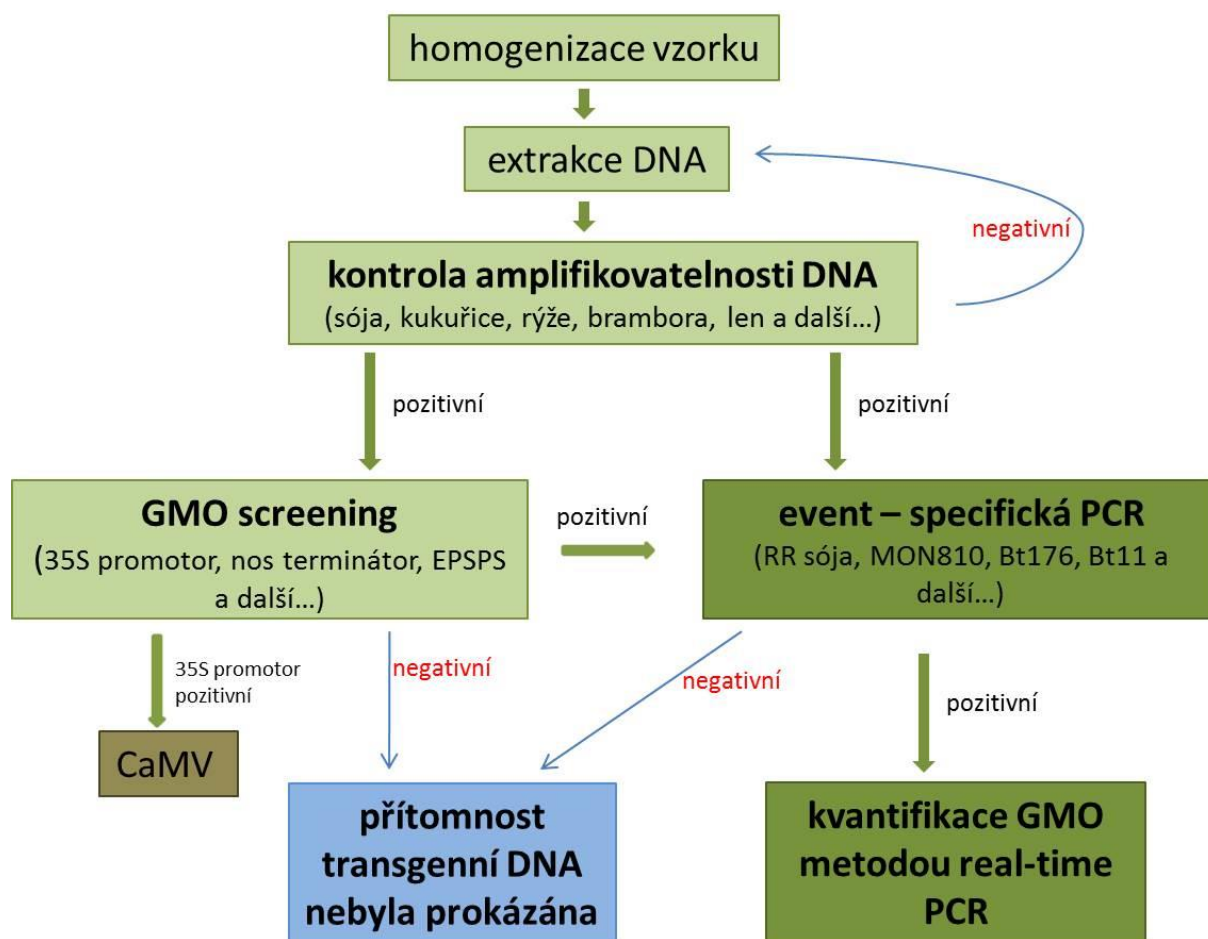 homogenizace vzorku
extrakce DNA
negativní
kontrola amplifikovatelnosti DNA
(sója, kukuřice, rýže, brambora, len a další…)
pozitivní
pozitivní
GMO screening
(35S promotor, nos terminátor, EPSPS
a další…)
pozitivní
event – specifická PCR
(RR sója, MON810, Bt176, Bt11 a
další…)
35S promotor
pozitivní
negativní
negativní
pozitivní
CaMV
přítomnost
transgenní DNA
nebyla prokázána
kvantifikace GMO
metodou real-time
PCR